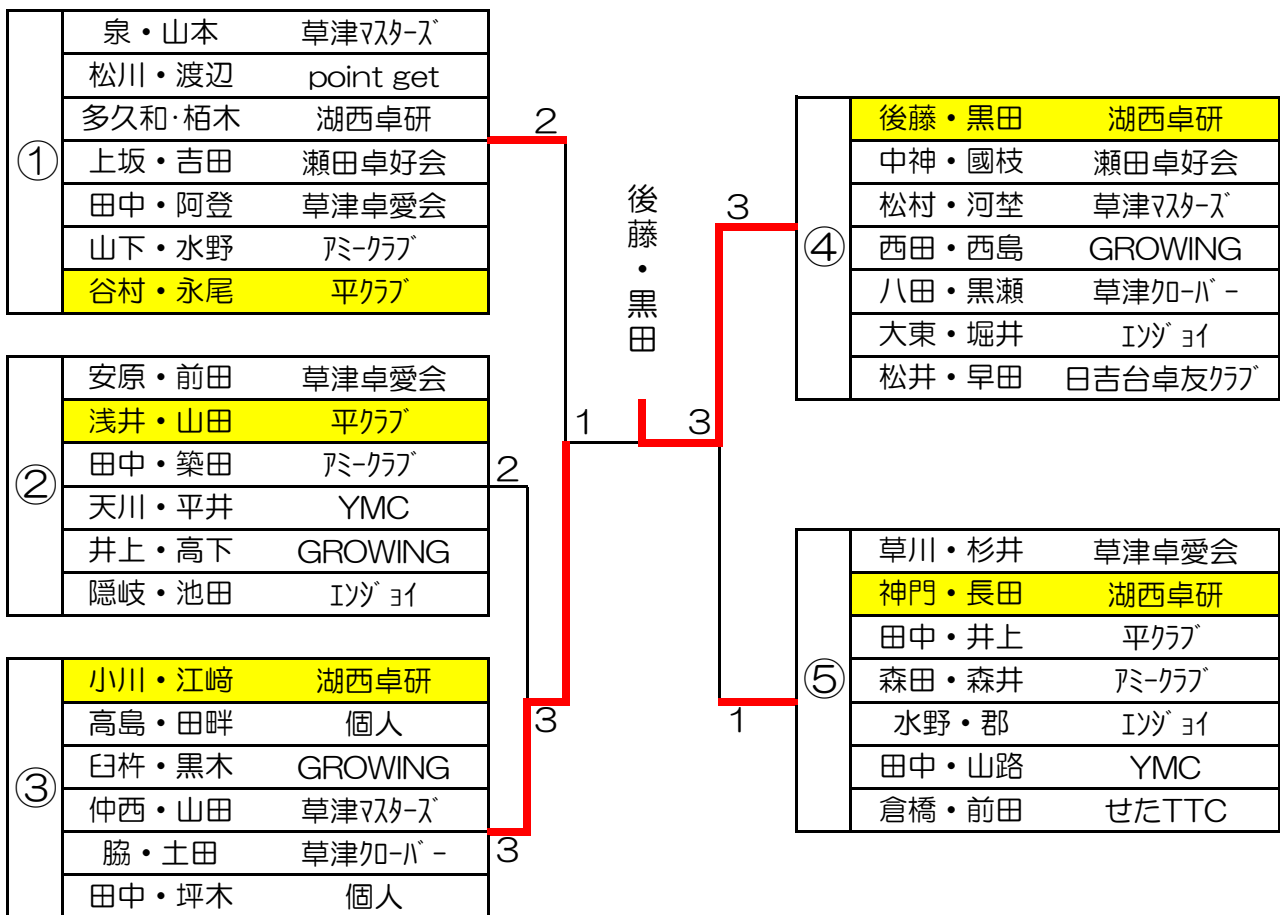 ①
泉・山本 草津ﾏｽﾀｰｽﾞ
松川・渡辺 point get
多久和･栢木 湖西卓研
上坂・吉田 瀬田卓好会
田中・阿登 草津卓愛会
山下・水野 ｱﾐｰｸﾗﾌﾞ
谷村・永尾 平ｸﾗﾌﾞ
②
安原・前田 草津卓愛会
浅井・山田 平ｸﾗﾌﾞ
田中・築田 ｱﾐｰｸﾗﾌﾞ
天川・平井 YMC
井上・高下 GROWING
隠岐・池田 ｴﾝｼﾞｮｲ
③
小川・江﨑 湖西卓研
高島・田畔 個人
臼杵・黒木 GROWING
仲西・山田 草津ﾏｽﾀｰｽﾞ
脇・土田 草津ｸﾛｰﾊﾞｰ
田中・坪木 個人
2
2
3
3
1
後藤・黒田
3
3
1
④
後藤・黒田 湖西卓研
中神・國枝 瀬田卓好会
松村・河埜 草津ﾏｽﾀｰｽﾞ
西田・西島 GROWING
八田・黒瀬 草津ｸﾛｰﾊﾞｰ
大東・堀井 ｴﾝｼﾞｮｲ
松井・早田 日吉台卓友ｸﾗﾌﾞ
⑤
草川・杉井 草津卓愛会
神門・長田 湖西卓研
田中・井上 平ｸﾗﾌﾞ
森田・森井 ｱﾐｰｸﾗﾌﾞ
水野・郡 ｴﾝｼﾞｮｲ
田中・山路 YMC
倉橋・前田 せたTTC